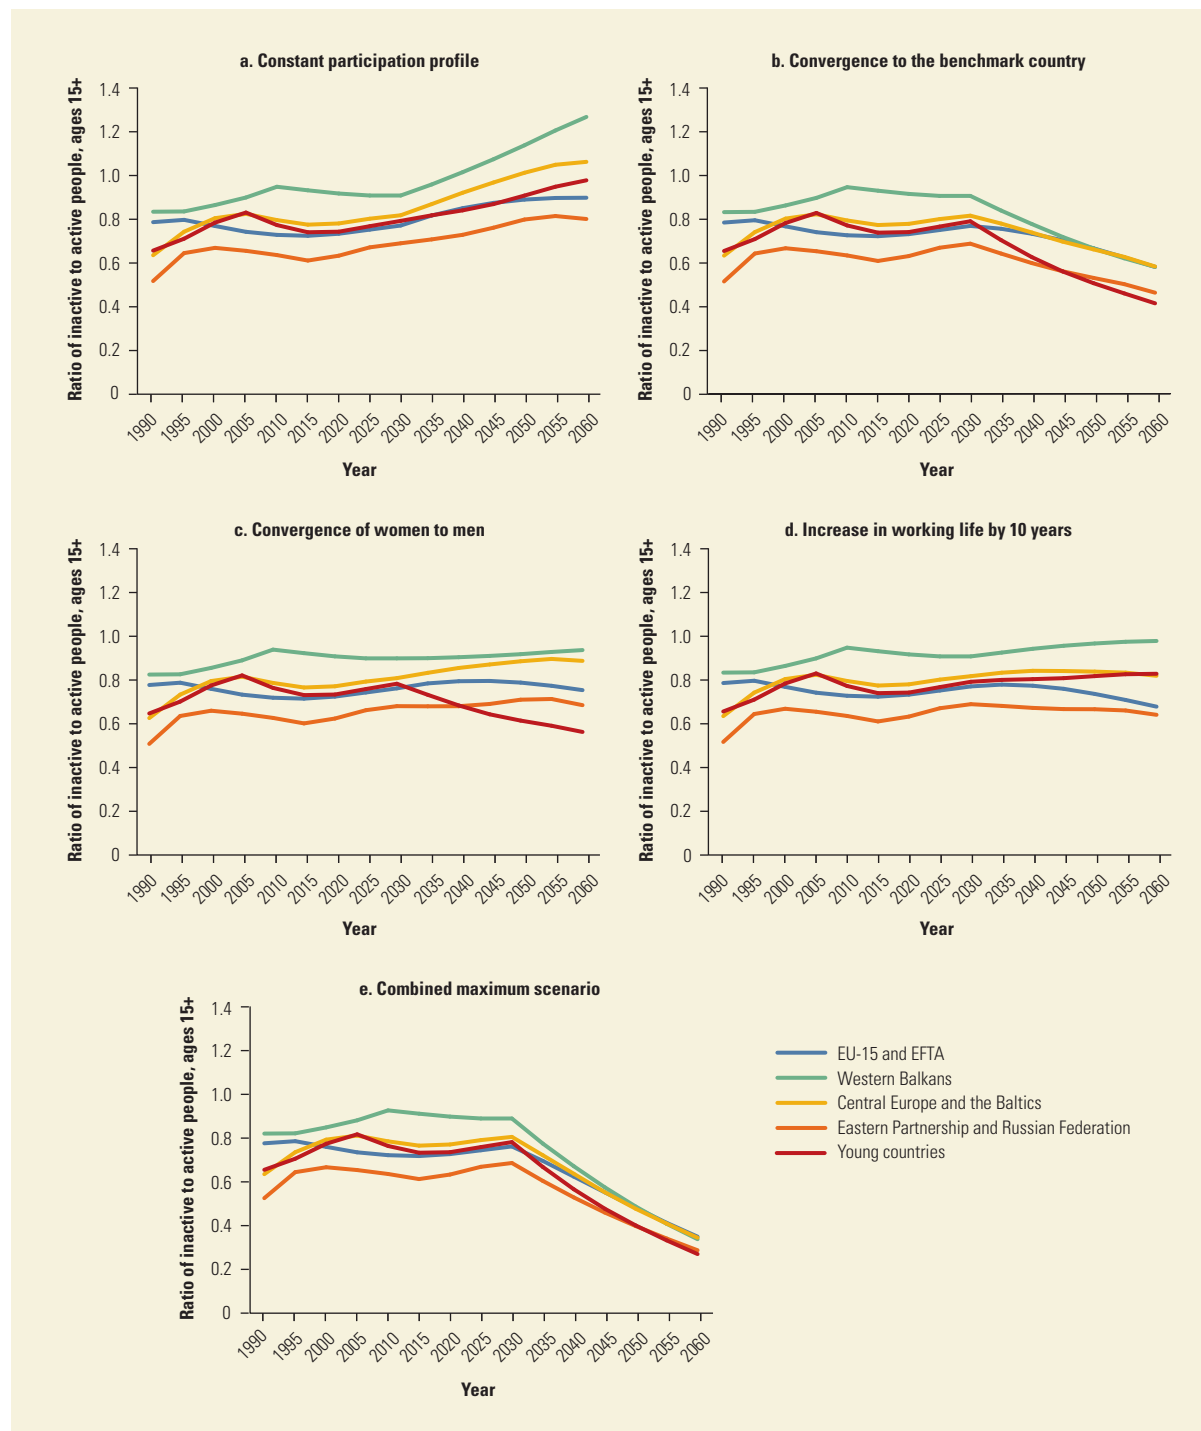 a. Constant participation profile
Ratio of inactive to active people, ages 15+
1.4
1.2
1.0
0.8
0.6
0.4
0.2
0
1990 1995 2000 2005 2010 2015 2020 2025 2030 2035 2040 2045 2050 2055 2060
Year
b. Convergence to the benchmark country
Ratio of inactive to active people, ages 15+
1.4
1.2
1.0
0.8
0.6
0.4
0.2
0
1990 1995 2000 2005 2010 2015 2020 2025 2030 2035 2040 2045 2050 2055 2060
Year
c. Convergence of women to men
Ratio of inactive to active people, ages 15+
1.4
1.2
1.0
0.8
0.6
0.4
0.2
0
1990 1995 2000 2005 2010 2015 2020 2025 2030 2035 2040 2045 2050 2055 2060
Year
d. Increase in working life by 10 years
Ratio of inactive to active people, ages 15+
1.4
1.2
1.0
0.8
0.6
0.4
0.2
0
1990 1995 2000 2005 2010 2015 2020 2025 2030 2035 2040 2045 2050 2055 2060
Year
e. Combined maximum scenario
Ratio of inactive to active people, ages 15+
1.4
1.2
1.0
0.8
0.6
0.4
0.2
0
1990 1995 2000 2005 2010 2015 2020 2025 2030 2035 2040 2045 2050 2055 2060
Year
EU-15 and EFTA
Western Balkans
Central Europe and the Baltics
Eastern Partnership and Russian Federation
Young countries